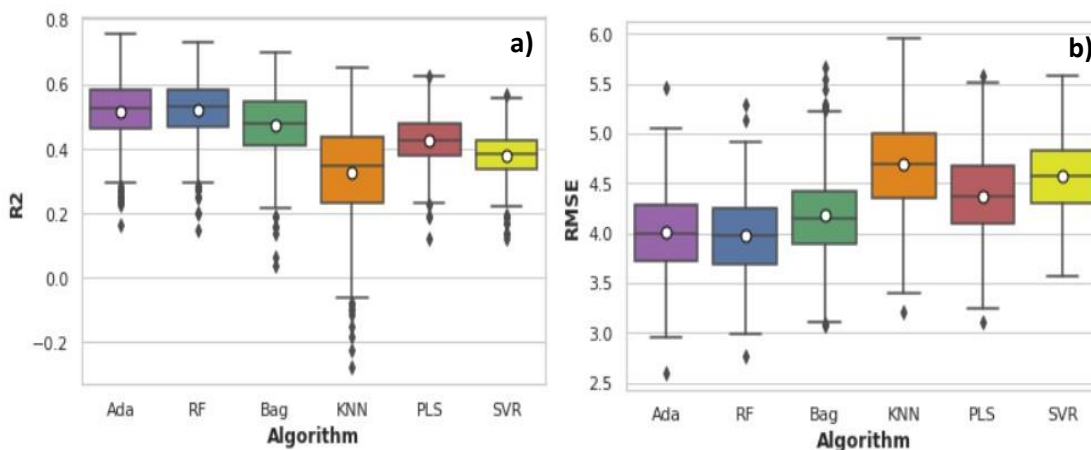 a)
0.8
0.6
0.4
0.2
0.0
−0.2
R2
Ada RF Bag KNN PLS SVR
Algorithm
b)
6.0
5.5
5.0
4.5
4.0
3.5
3.0
2.5
RMSE
Ada RF Bag KNN PLS SVR
Algorithm